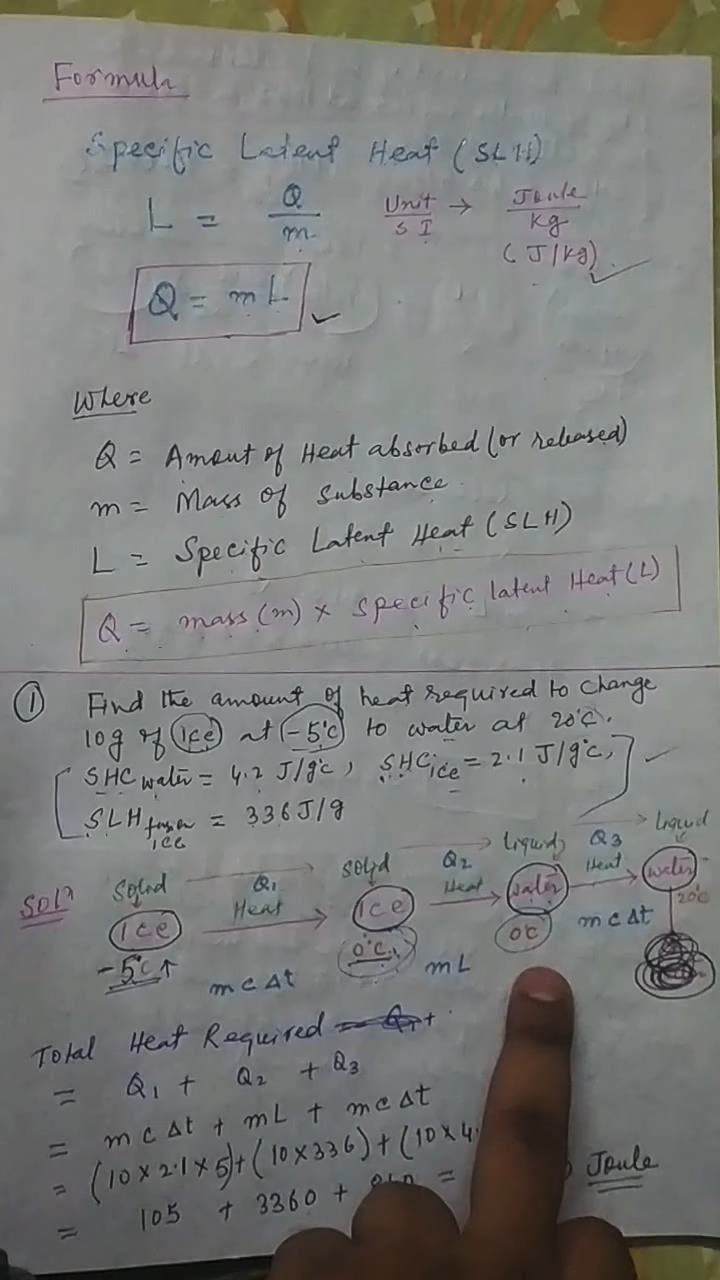 Formula
Specific Latent Heat (SLH)
L = Q/m Unit/SI → Joule/Kg
(J/Kg)
Q = mL
Where
Q = Amout of Heat absorbed (or released)
m = Mass of Substance
L = Specific Latent Heat (SLH)
Q = mass (m) x specific latent Heat (L)
① Find the amount of heat required to change
10g of Ice at -5°C to water at 20°C.
SHC water = 4.2 J/g°C, SHC ice = 2.1 J/g°C,
SLH fusion ice = 336 J/g
Solid Q1 solid Q2 liquid Q3 liquid
Soln Ice Heat Ice Heat water Heat water
-5°C↑ mcΔt 0°C mL 0°C mcΔt 20°C
Total Heat Required =
= Q1 + Q2 + Q3
= mcΔt + mL + mcΔt
= (10×2.1×5)+(10×336)+(10×4.
= 105 + 3360 + = Joule